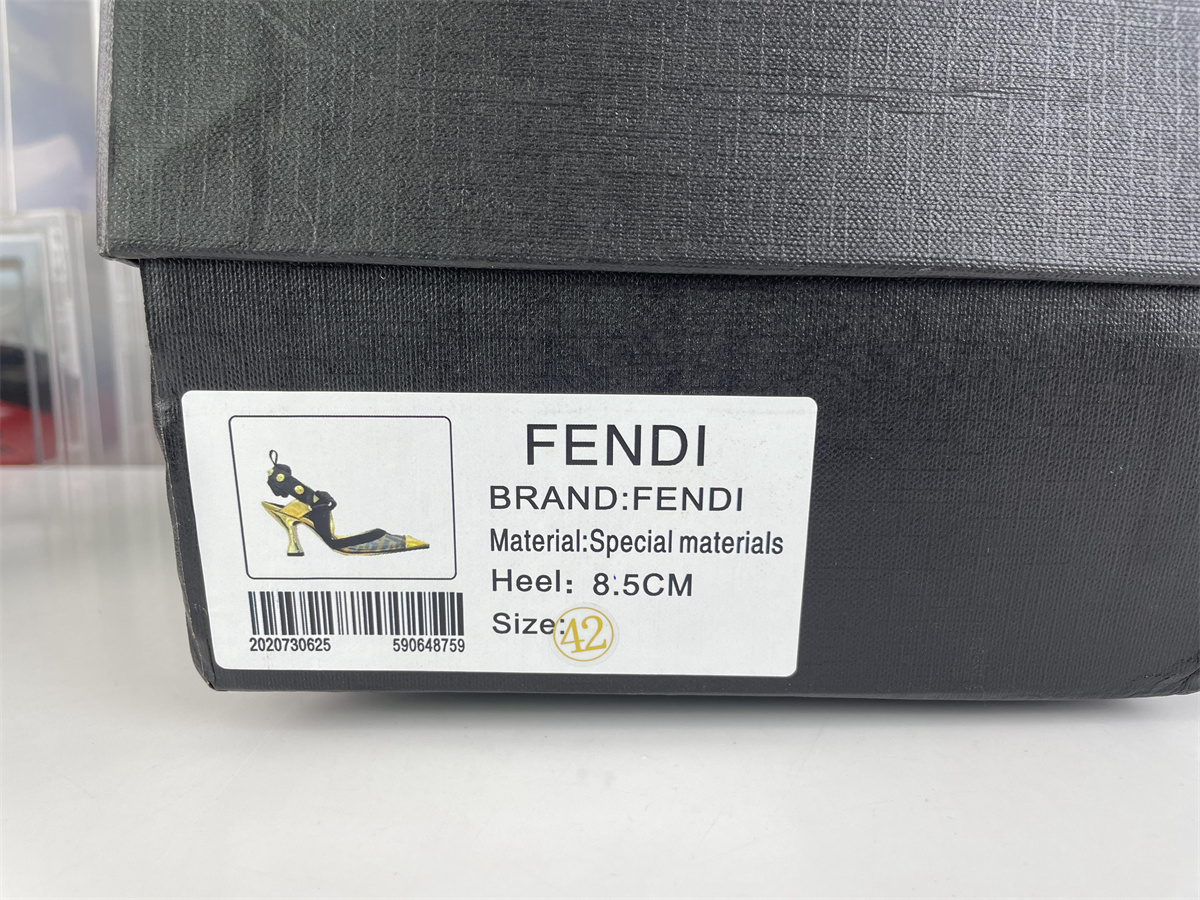 FENDI
BRAND:FENDI
Material:Special materials
Heel: 8.5CM
Size: 42
2020730625 590648759